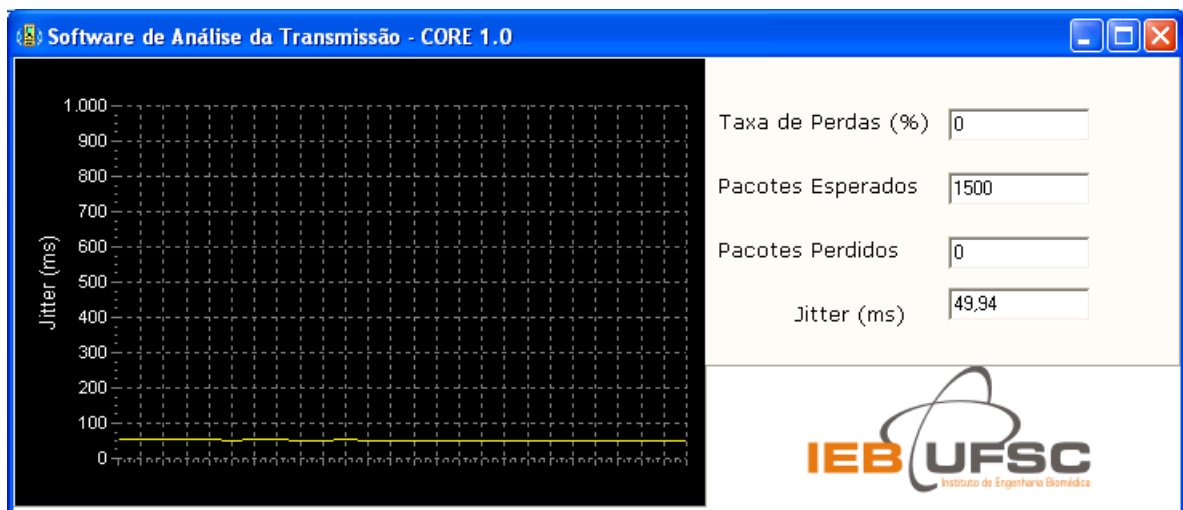 Software de Análise da Transmissão - CORE 1.0
1.000
900
800
700
600
500
400
300
200
100
0
Jitter (ms)
Taxa de Perdas (%) 0
Pacotes Esperados 1500
Pacotes Perdidos 0
Jitter (ms) 49,94
IEB UFSC
Instituto de Engenharia Biomédica